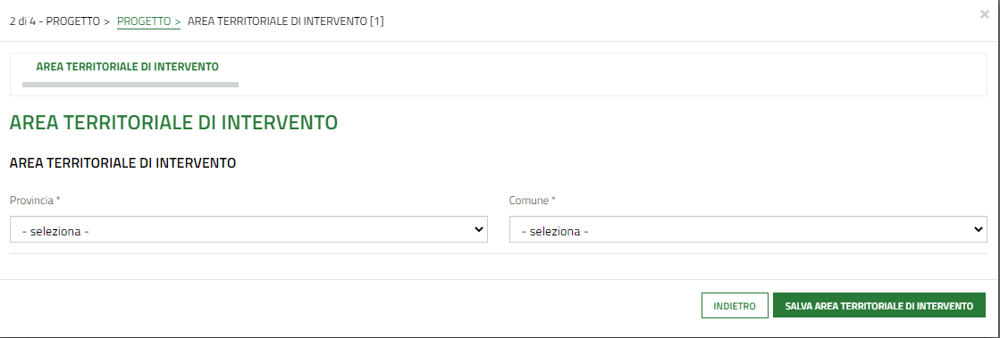 2 di 4 - PROGETTO > PROGETTO > AREA TERRITORIALE DI INTERVENTO [1]
×
AREA TERRITORIALE DI INTERVENTO
AREA TERRITORIALE DI INTERVENTO
AREA TERRITORIALE DI INTERVENTO
Provincia * Comune *
- seleziona - - seleziona -
INDIETRO SALVA AREA TERRITORIALE DI INTERVENTO